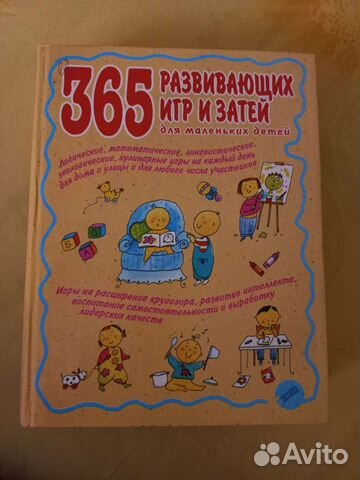 365 РАЗВИВАЮЩИХ
ИГР И ЗАТЕЙ
для маленьких детей
Логические, математические, лингвистические,
экологические, кулинарные игры на каждый день
для дома и улицы и для любого числа участников
Б
А
В
Игры на расширение кругозора, развитие интеллекта,
воспитание самостоятельности и выработку
лидерских качеств
Avito